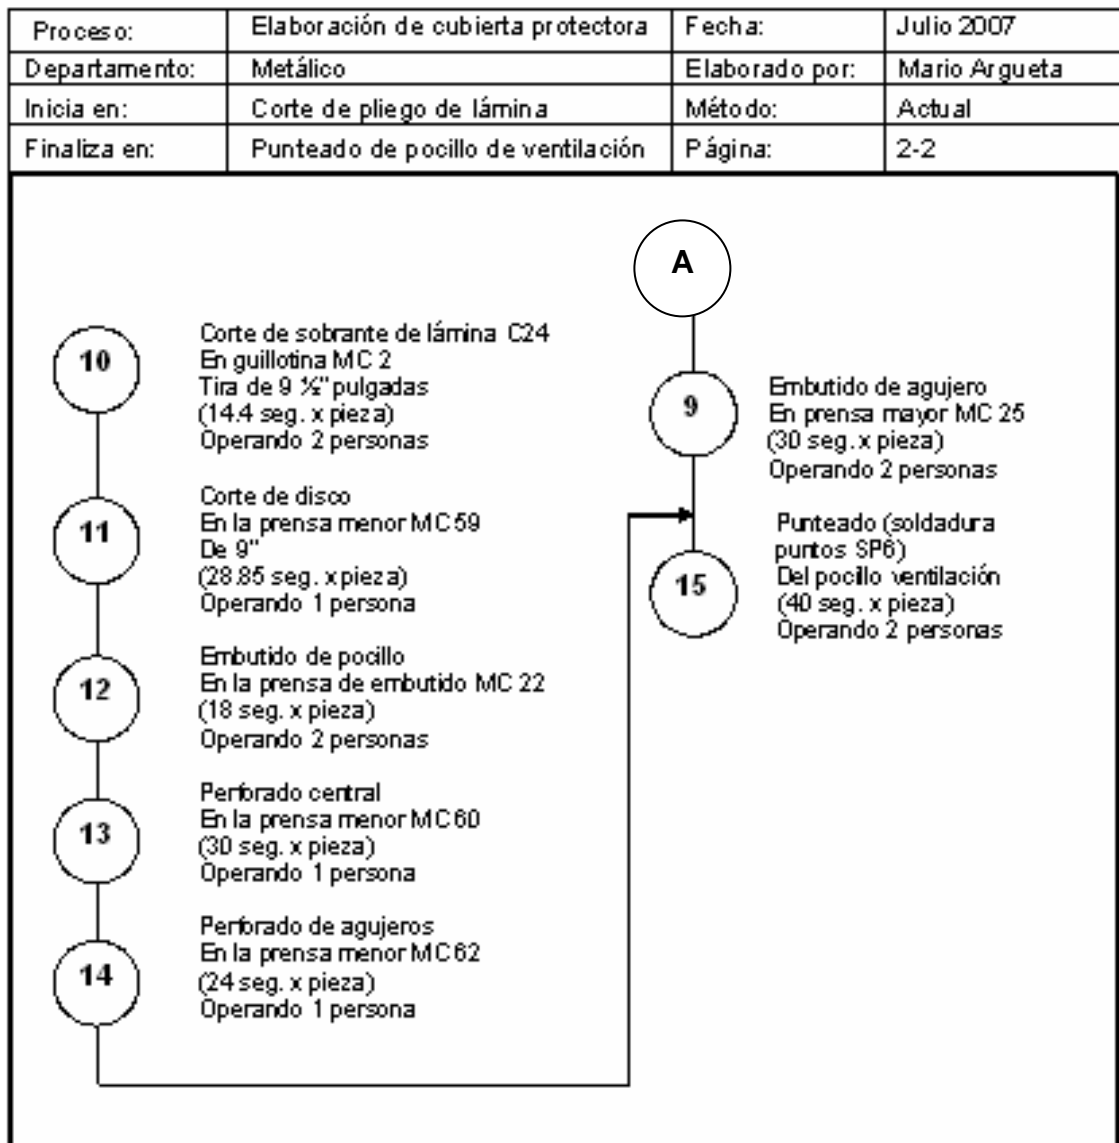 Proceso: Elaboración de cubierta protectora Fecha: Julio 2007
Departamento: Metálico Elaborado por: Mario Argueta
Inicia en: Corte de pliego de lámina Método: Actual
Finaliza en: Punteado de pocillo de ventilación Página: 2-2
10
Corte de sobrante de lámina C24
En guillotina MC 2
Tira de 9 ½" pulgadas
(14.4 seg. x pieza)
Operando 2 personas
11
Corte de disco
En la prensa menor MC 59
De 9"
(28.85 seg. x pieza)
Operando 1 persona
12
Embutido de pocillo
En la prensa de embutido MC 22
(18 seg. x pieza)
Operando 2 personas
13
Perforado central
En la prensa menor MC 60
(30 seg. x pieza)
Operando 1 persona
14
Perforado de agujeros
En la prensa menor MC 62
(24 seg. x pieza)
Operando 1 persona
A
9
Embutido de agujero
En prensa mayor MC 25
(30 seg. x pieza)
Operando 2 personas
15
Punteado (soldadura
puntos SP6)
Del pocillo ventilación
(40 seg. x pieza)
Operando 2 personas